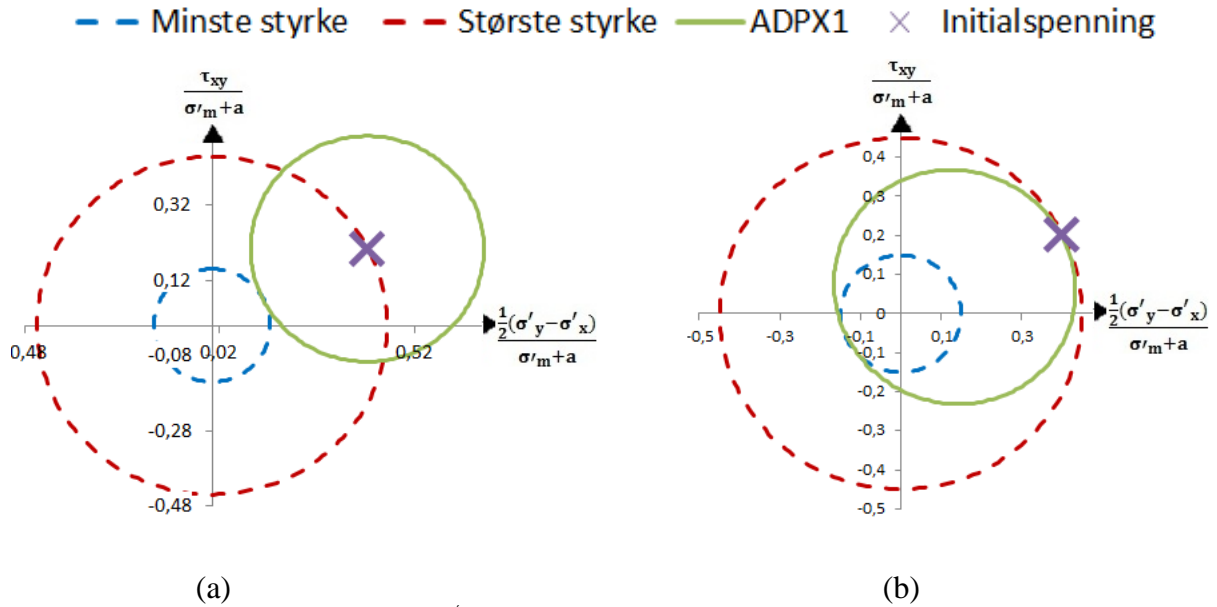 Minste styrke Største styrke ADPX1 Initialspenning
τxy
σ′m+a
0,32
0,12
-0,08
-0,28
-0,48
0,48 0,02 0,52
½(σ′y−σ′x)
σ′m+a
(a)
τxy
σ′m+a
0,4
0,3
0,2
0,1
0
-0,1
-0,2
-0,3
-0,4
-0,5
-0,5 -0,3 -0,1 0,1 0,3
½(σ′y−σ′x)
σ′m+a
(b)